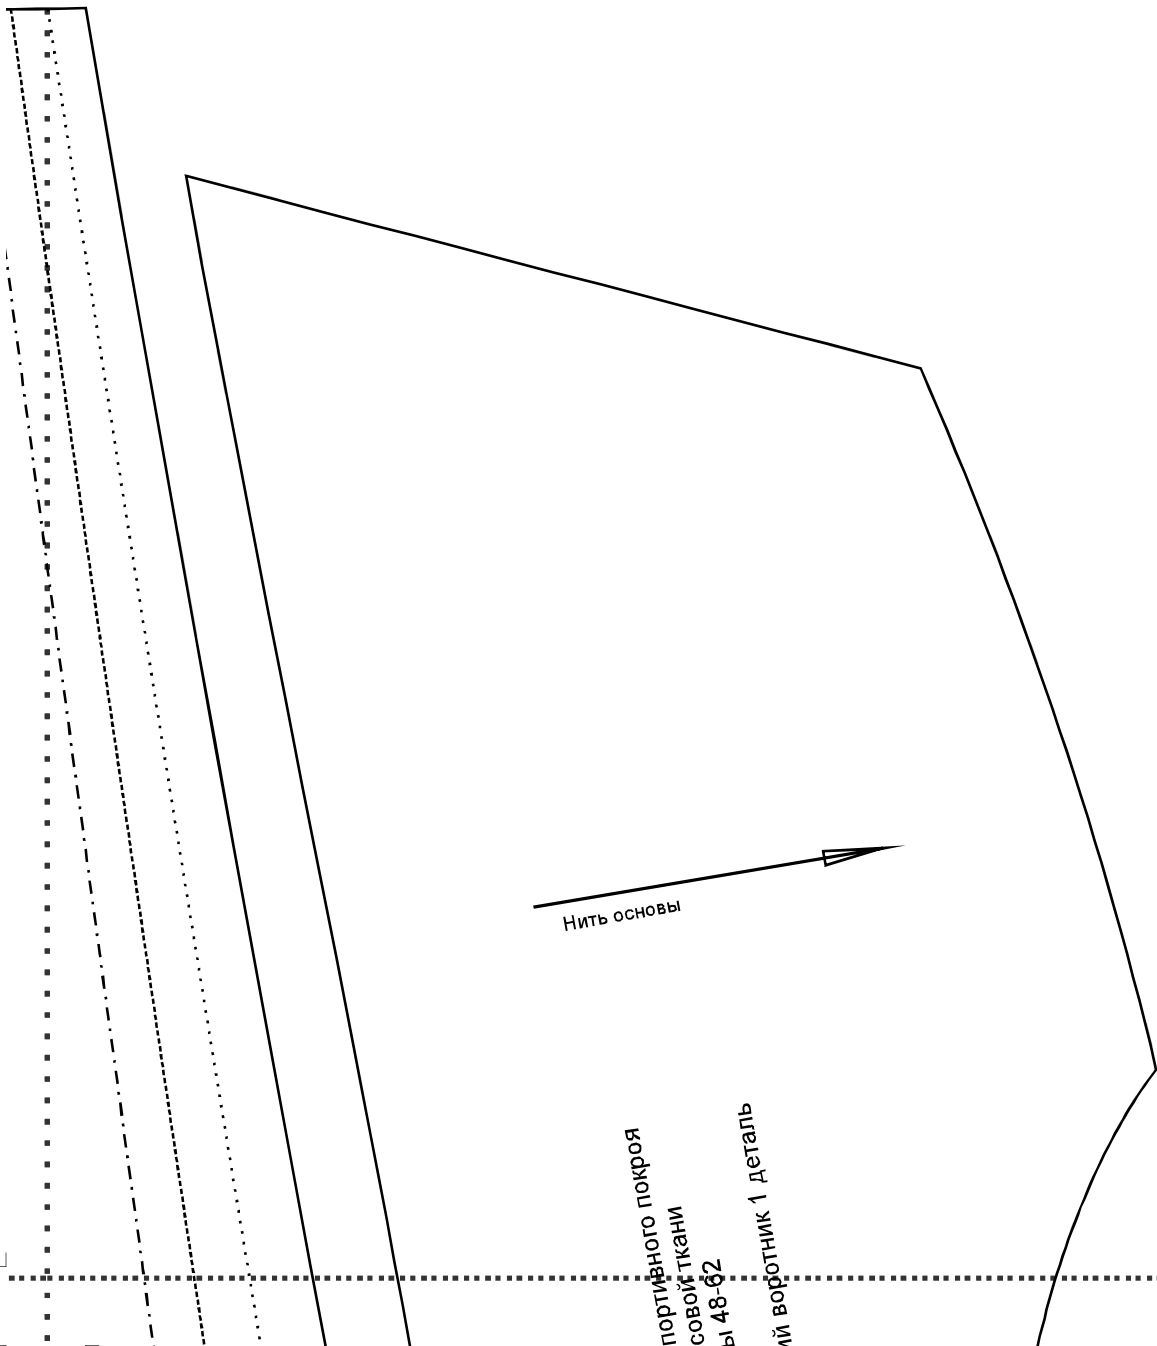 Нить основы
портивного покроя
совой ткани
ы 48-62
ий воротник 1 деталь